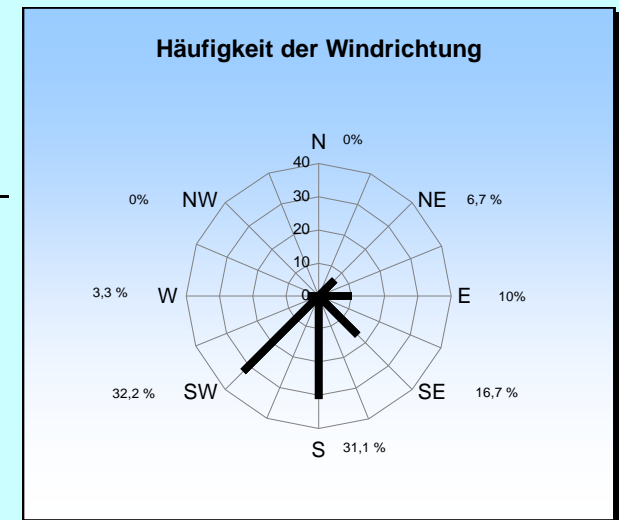 Häufigkeit der Windrichtung
N 0%
40
NW 0%
NE 6,7 %
30
20
10
3,3 % W
0
E 10%
32,2 % SW
SE 16,7 %
S 31,1 %